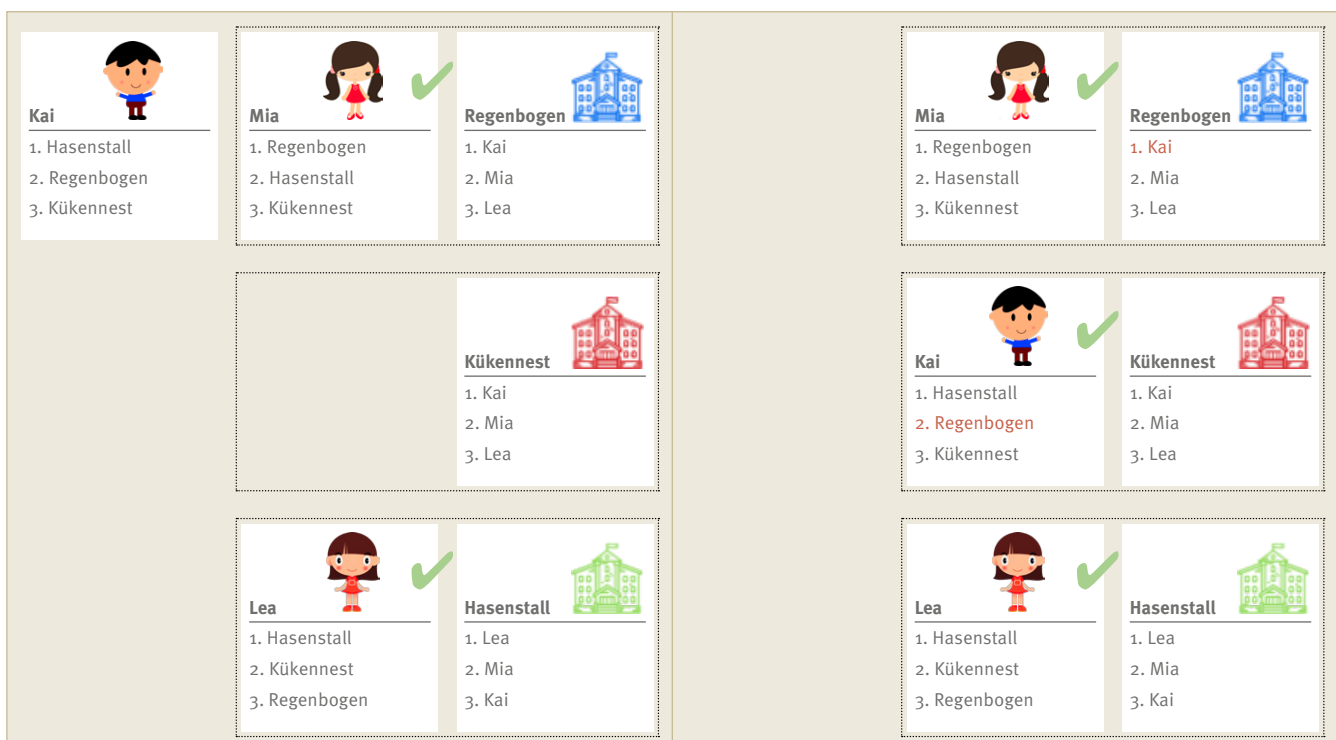 Kai
1. Hasenstall
2. Regenbogen
3. Kükennest
Mia
1. Regenbogen
2. Hasenstall
3. Kükennest
Regenbogen
1. Kai
2. Mia
3. Lea
Kükennest
1. Kai
2. Mia
3. Lea
Lea
1. Hasenstall
2. Kükennest
3. Regenbogen
Hasenstall
1. Lea
2. Mia
3. Kai
Mia
1. Regenbogen
2. Hasenstall
3. Kükennest
Regenbogen
1. Kai
2. Mia
3. Lea
Kai
1. Hasenstall
2. Regenbogen
3. Kükennest
Kükennest
1. Kai
2. Mia
3. Lea
Lea
1. Hasenstall
2. Kükennest
3. Regenbogen
Hasenstall
1. Lea
2. Mia
3. Kai